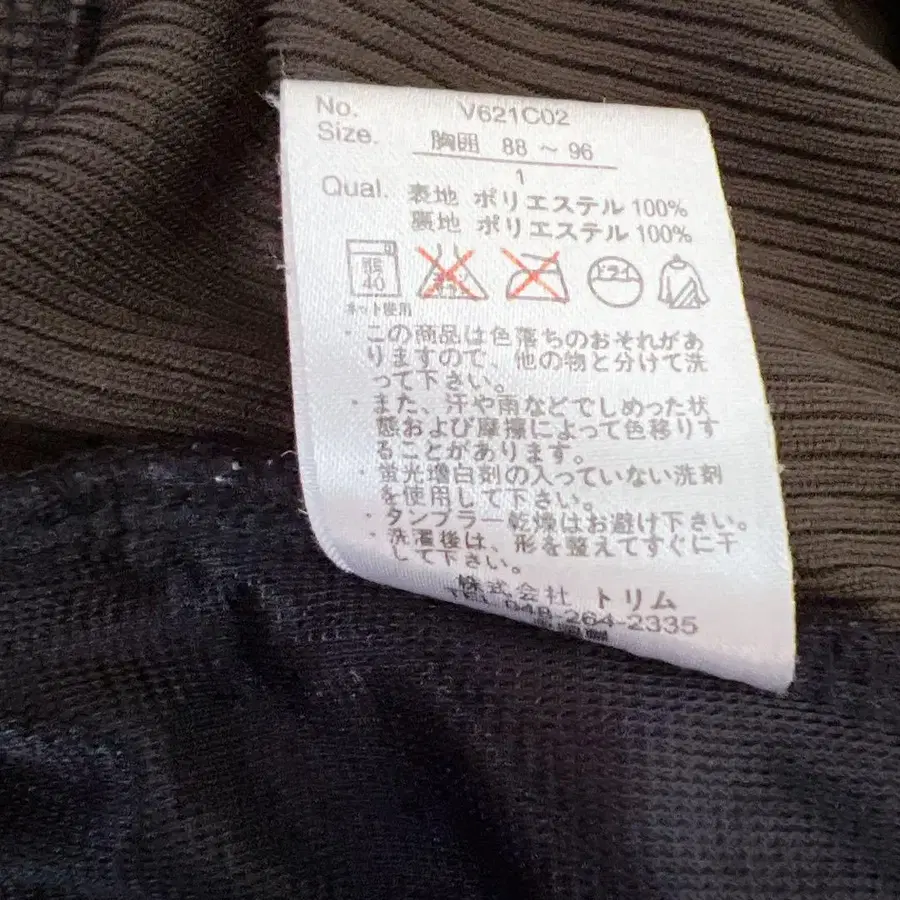 No. V621C02
Size. 胸囲 88 ~ 96
1
Qual. 表地 ポリエステル 100%
裏地 ポリエステル 100%
40 ドライ
ネット使用
・この商品は色落ちのおそれがあ
りますので、他の物と分けて洗
って下さい。
・また、汗や雨などでしめった状
態および摩擦によって色移りす
ることがあります。
・蛍光増白剤の入っていない洗剤
を使用して下さい。
・タンブラー乾燥はお避け下さい。
・洗濯後は、形を整えてすぐに干
して下さい。
株式会社 トリム
TEL 048-264-2335